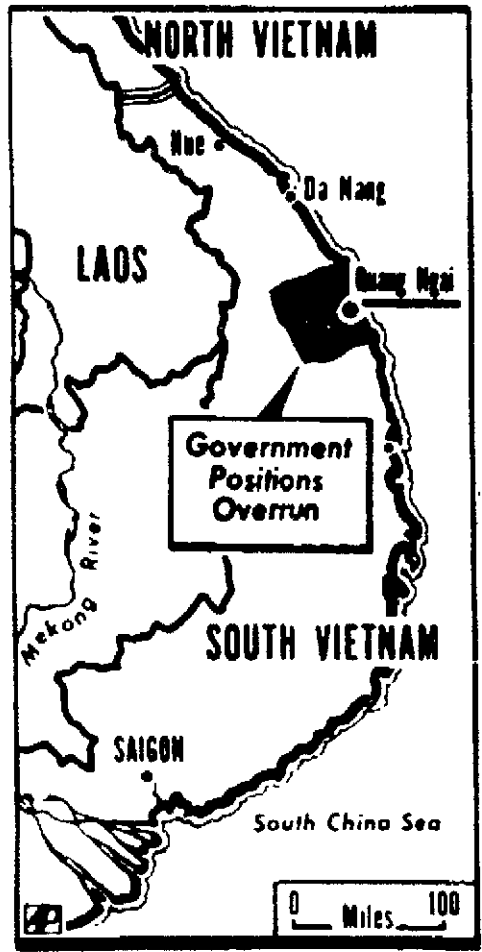 NORTH VIETNAM
Hue
Da Nang
LAOS
Quang Ngai
Government
Positions
Overrun
Mekong River
SOUTH VIETNAM
SAIGON
South China Sea
AP
0 100
Miles